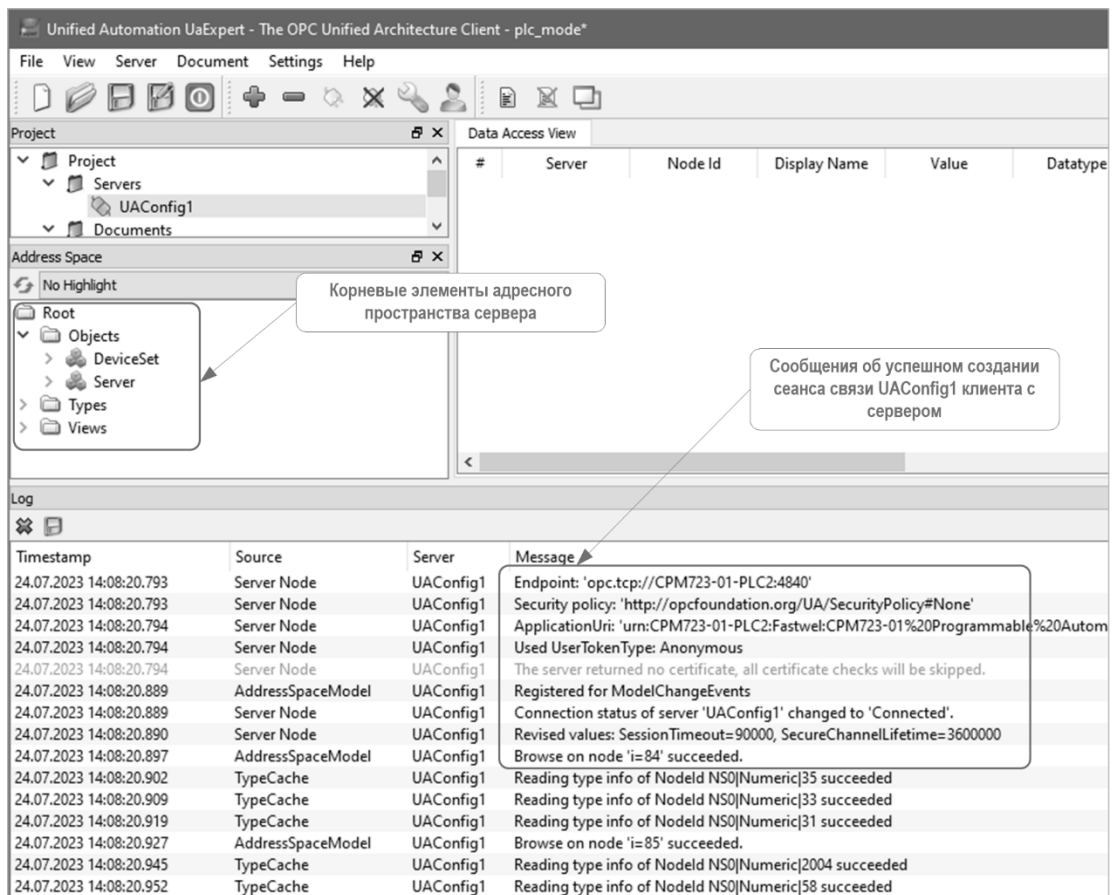 Unified Automation UaExpert - The OPC Unified Architecture Client - plc_mode*
File View Server Document Settings Help
Project
Data Access View
Project
Servers
UAConfig1
Documents
# Server Node Id Display Name Value Datatype
Address Space
No Highlight
Корневые элементы адресного
пространства сервера
Root
Objects
DeviceSet
Server
Types
Views
Сообщения об успешном создании
сеанса связи UAConfig1 клиента с
сервером
Log
Timestamp Source Server Message
24.07.2023 14:08:20.793 Server Node UAConfig1 Endpoint: 'opc.tcp://CPM723-01-PLC2:4840'
24.07.2023 14:08:20.793 Server Node UAConfig1 Security policy: 'http://opcfoundation.org/UA/SecurityPolicy#None'
24.07.2023 14:08:20.794 Server Node UAConfig1 ApplicationUri: 'urn:CPM723-01-PLC2:Fastwel:CPM723-01%20Programmable%20Autom
24.07.2023 14:08:20.794 Server Node UAConfig1 Used UserTokenType: Anonymous
24.07.2023 14:08:20.794 Server Node UAConfig1 The server returned no certificate, all certificate checks will be skipped.
24.07.2023 14:08:20.889 AddressSpaceModel UAConfig1 Registered for ModelChangeEvents
24.07.2023 14:08:20.889 Server Node UAConfig1 Connection status of server 'UAConfig1' changed to 'Connected'.
24.07.2023 14:08:20.890 Server Node UAConfig1 Revised values: SessionTimeout=90000, SecureChannelLifetime=3600000
24.07.2023 14:08:20.897 AddressSpaceModel UAConfig1 Browse on node 'i=84' succeeded.
24.07.2023 14:08:20.902 TypeCache UAConfig1 Reading type info of NodeId NS0|Numeric|35 succeeded
24.07.2023 14:08:20.909 TypeCache UAConfig1 Reading type info of NodeId NS0|Numeric|33 succeeded
24.07.2023 14:08:20.919 TypeCache UAConfig1 Reading type info of NodeId NS0|Numeric|31 succeeded
24.07.2023 14:08:20.927 AddressSpaceModel UAConfig1 Browse on node 'i=85' succeeded.
24.07.2023 14:08:20.945 TypeCache UAConfig1 Reading type info of NodeId NS0|Numeric|2004 succeeded
24.07.2023 14:08:20.952 TypeCache UAConfig1 Reading type info of NodeId NS0|Numeric|58 succeeded